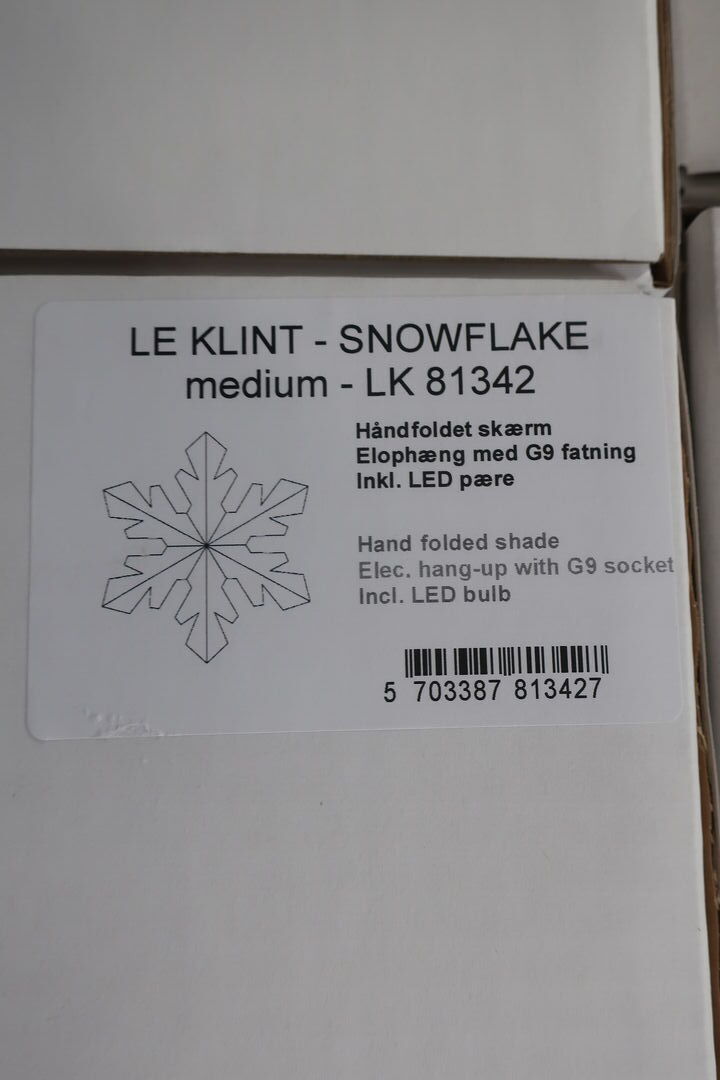 LE KLINT - SNOWFLAKE
medium - LK 81342
Håndfoldet skærm
Elophæng med G9 fatning
Inkl. LED pære
Hand folded shade
Elec. hang-up with G9 socket
Incl. LED bulb
5 703387 813427